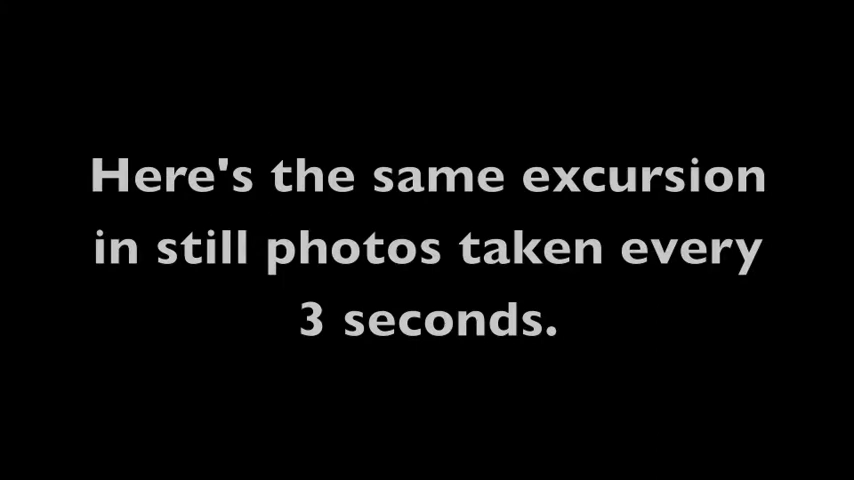 Here's the same excursion
in still photos taken every
3 seconds.